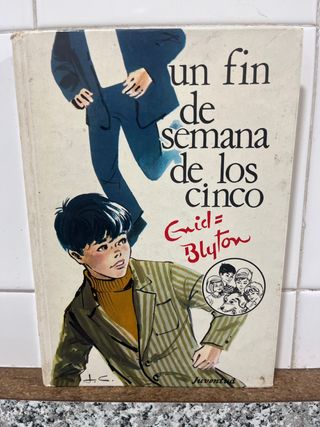 un fin
de
semana
de los
cinco
Enid
Blyton
J.C.
Juventud